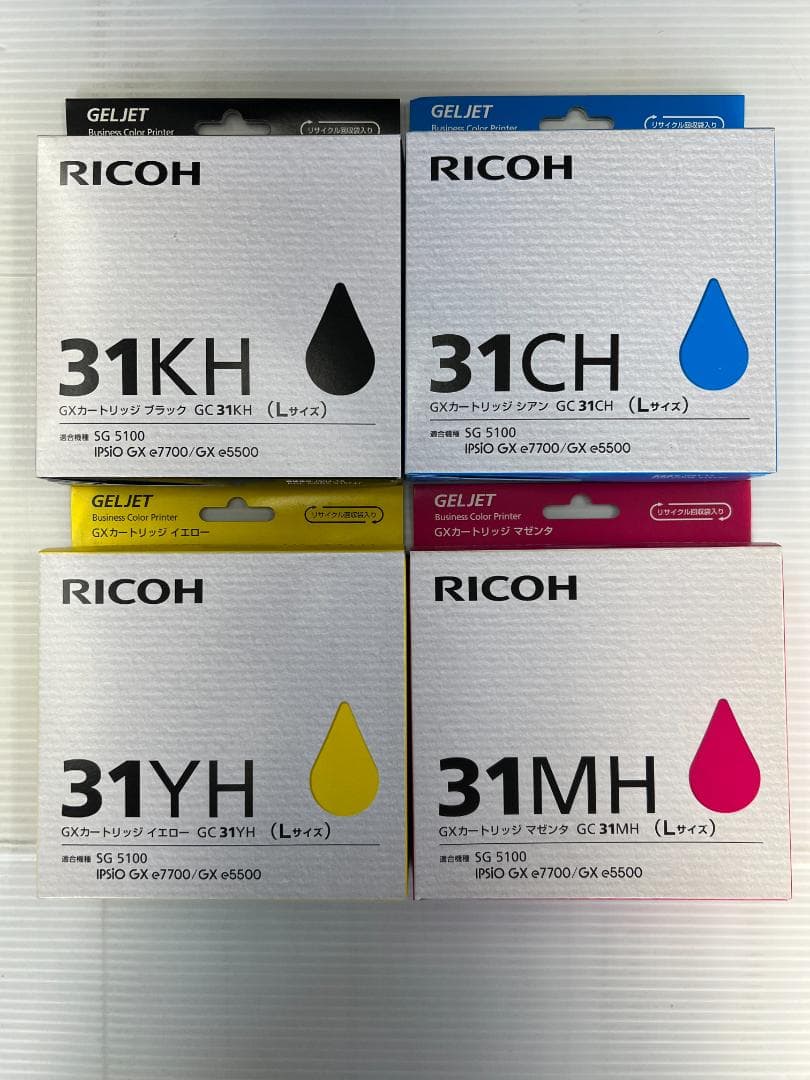 GELJET
Business Color Printer
リサイクル回収袋入り
RICOH
31KH
GXカートリッジ ブラック GC 31KH (Lサイズ)
適合機種 SG 5100
IPSiO GX e7700/GX e5500
GELJET
Business Color Printer
リサイクル回収袋入り
RICOH
31CH
GXカートリッジ シアン GC 31CH (Lサイズ)
適合機種 SG 5100
IPSiO GX e7700/GX e5500
GELJET
Business Color Printer
GXカートリッジ イエロー
リサイクル回収袋入り
RICOH
31YH
GXカートリッジ イエロー GC 31YH (Lサイズ)
適合機種 SG 5100
IPSiO GX e7700/GX e5500
GELJET
Business Color Printer
GXカートリッジ マゼンタ
リサイクル回収袋入り
RICOH
31MH
GXカートリッジ マゼンタ GC 31MH (Lサイズ)
適合機種 SG 5100
IPSiO GX e7700/GX e5500